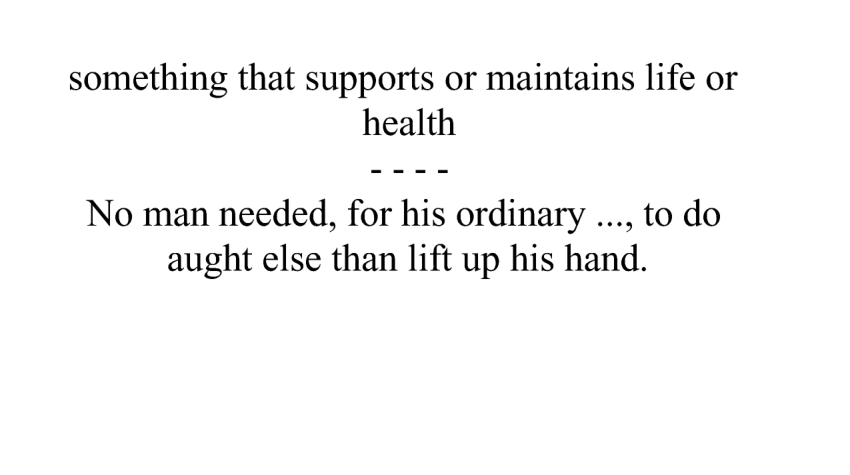 something that supports or maintains life or
health
- - - -
No man needed, for his ordinary ..., to do
aught else than lift up his hand.